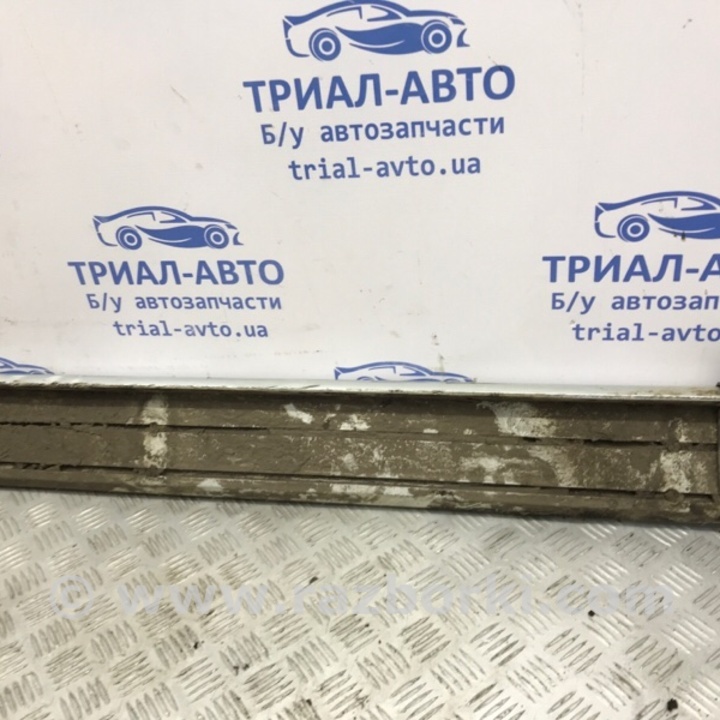 ТРИАЛ-АВТО
Б/у автозапчасти
trial-avto.ua
ТРИАЛ-АВТО
Б/у автозапчасти
trial-avto.ua
ТРИАЛ-А
Б/у автозапч
trial-avto
© www.razborki.com